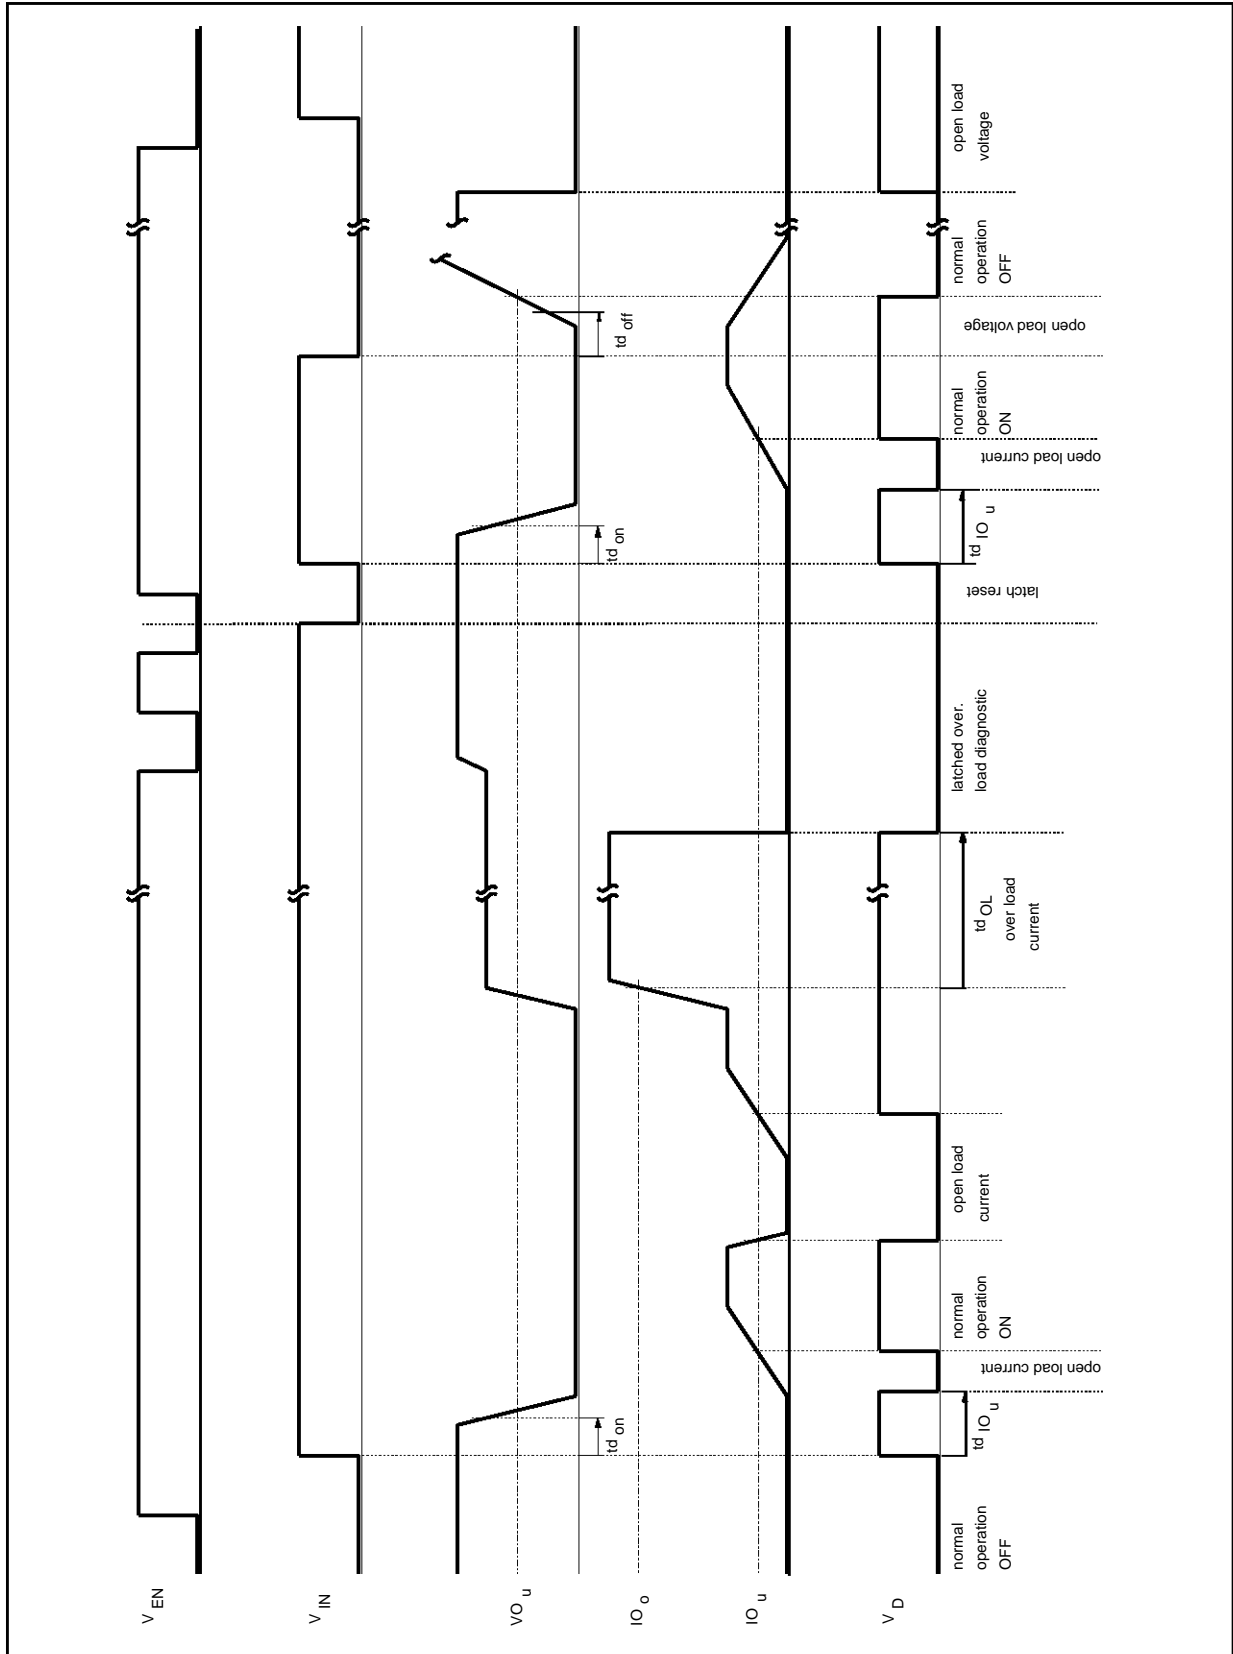 V EN
V IN
VO u
IO o
IO u
V D
td on
td on
td off
normal
operation
OFF
td IO u
open load current
normal
operation
ON
open load
current
td OL
over load
current
latched over.
load diagnostic
latch reset
td IO u
open load current
normal
operation
ON
open load voltage
normal
operation
OFF
open load
voltage